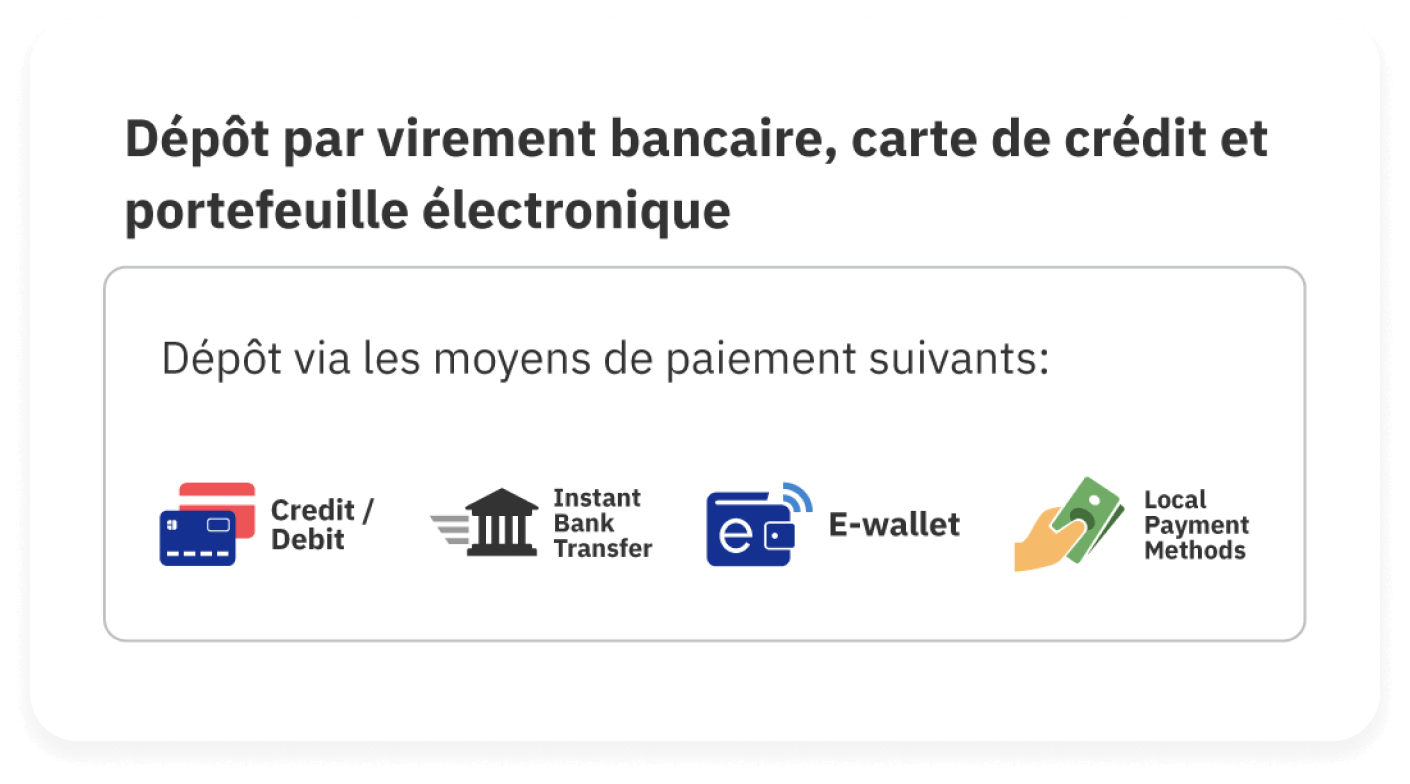 Dépôt par virement bancaire, carte de crédit et
portefeuille électronique
Dépôt via les moyens de paiement suivants:
Credit /
Debit
Instant
Bank
Transfer
e
E-wallet
Local
Payment
Methods